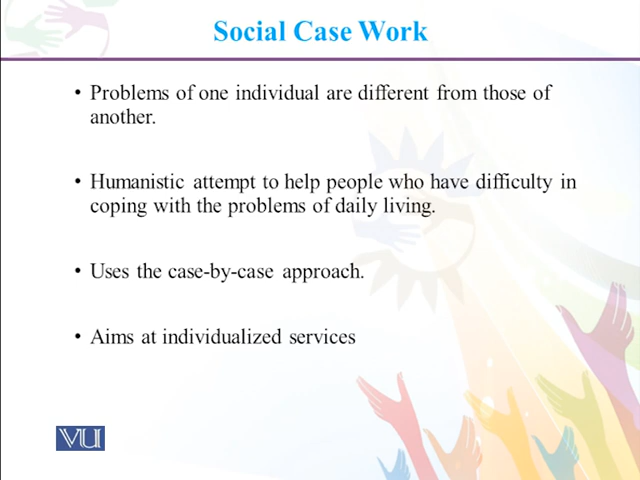 Social Case Work
• Problems of one individual are different from those of
another.
• Humanistic attempt to help people who have difficulty in
coping with the problems of daily living.
• Uses the case-by-case approach.
• Aims at individualized services
VU